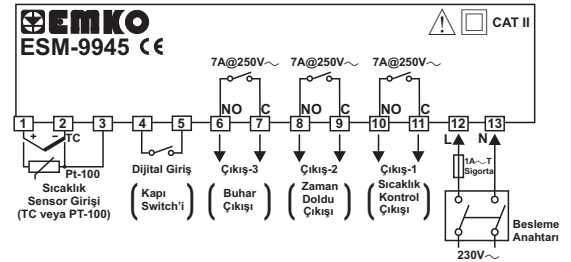 EMKO
ESM-9945 CE
CAT II
7A@250V～ 7A@250V～ 7A@250V～
NO C NO C NO C
1 2 3 4 5 6 7 8 9 10 11 12 13
+ − TC
L N
Pt-100
1A～T
Sigorta
Sıcaklık
Sensor Girişi
(TC veya PT-100)
Dijital Giriş
(Kapı
Switch'i)
Çıkış-3
(Buhar
Çıkışı)
Çıkış-2
(Zaman
Doldu
Çıkışı)
Çıkış-1
(Sıcaklık
Kontrol
Çıkışı)
Besleme
Anahtarı
230V～